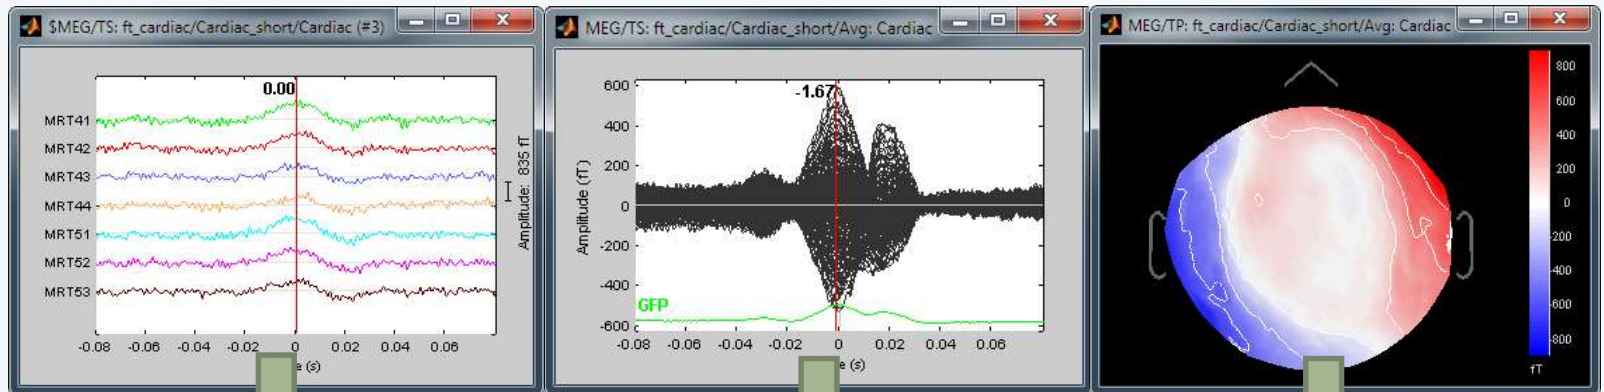 $MEG/TS: ft_cardiac/Cardiac_short/Cardiac (#3)
0.00
MRT41
MRT42
MRT43
MRT44
MRT51
MRT52
MRT53
Amplitude: 835 fT
-0.08 -0.06 -0.04 -0.02 0 0.02 0.04 0.06
e (s)
MEG/TS: ft_cardiac/Cardiac_short/Avg: Cardiac
-1.67
Amplitude (fT)
600
400
200
0
-200
-400
-600
GFP
-0.08 -0.06 -0.04 -0.02 0 0.02 0.04 0.06
e (s)
MEG/TP: ft_cardiac/Cardiac_short/Avg: Cardiac
800
600
400
200
0
-200
-400
-600
-800
fT